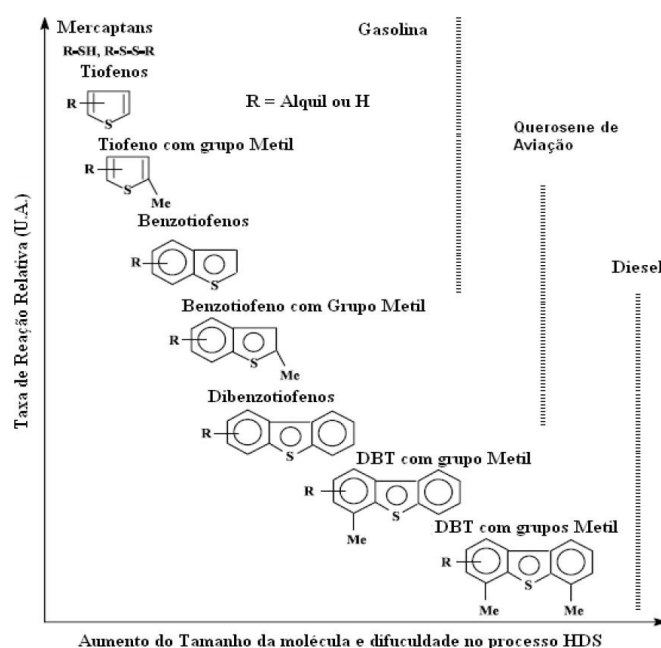 Mercaptans
R-SH, R-S-S-R
Tiofenos
R
S
R = Alquil ou H
Gasolina
Querosene de
Aviação
Diesel
Tiofeno com grupo Metil
R
S
Me
Benzotiofenos
R
S
Benzotiofeno com Grupo Metil
R
S
Me
Dibenzotiofenos
R
S
DBT com grupo Metil
R
S
Me
DBT com grupos Metil
R
S
Me Me
Taxa de Reação Relativa (U.A.)
Aumento do Tamanho da molécula e difuculdade no processo HDS